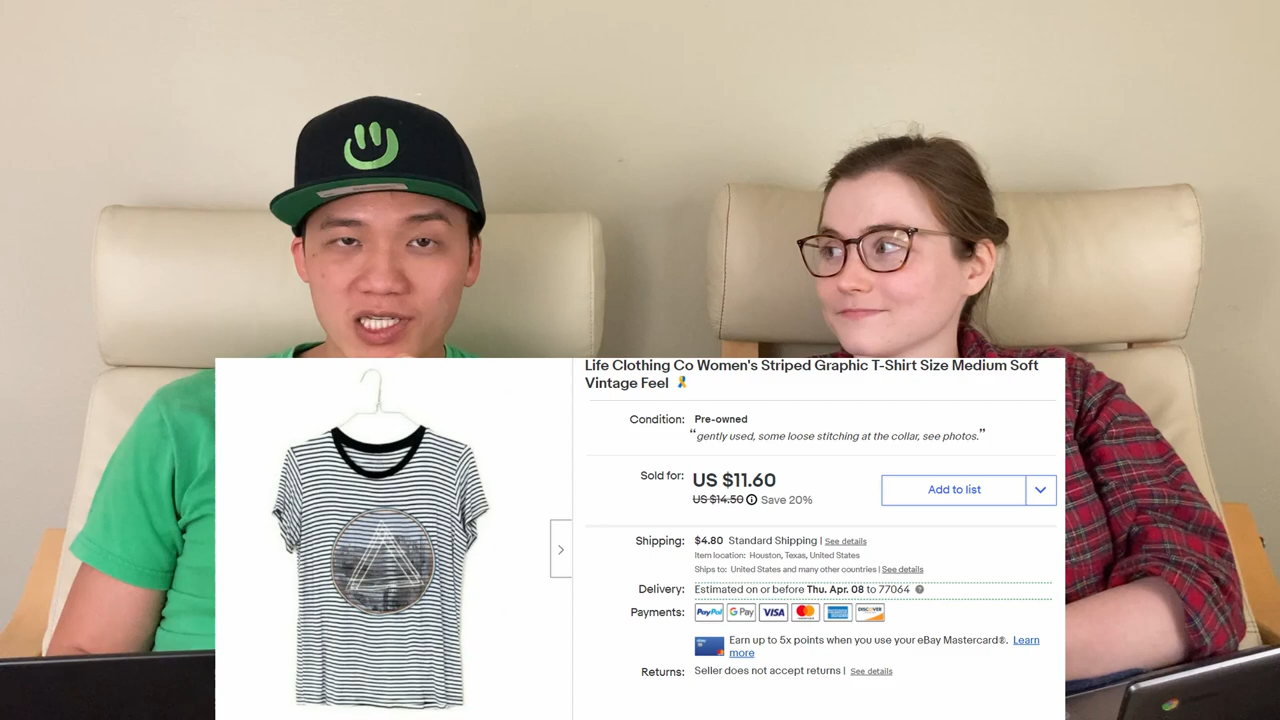 Life Clothing Co Women's Striped Graphic T-Shirt Size Medium Soft
Vintage Feel
Condition: Pre-owned
“gently used, some loose stitching at the collar, see photos.”
Sold for: US $11.60
US $14.50 Save 20%
Add to list
Shipping: $4.80 Standard Shipping | See details
Item location: Houston, Texas, United States
Ships to: United States and many other countries | See details
Delivery: Estimated on or before Thu. Apr. 08 to 77064
Payments: PayPal G Pay VISA DISCOVER
Earn up to 5x points when you use your eBay Mastercard®. Learn
more
Returns: Seller does not accept returns | See details